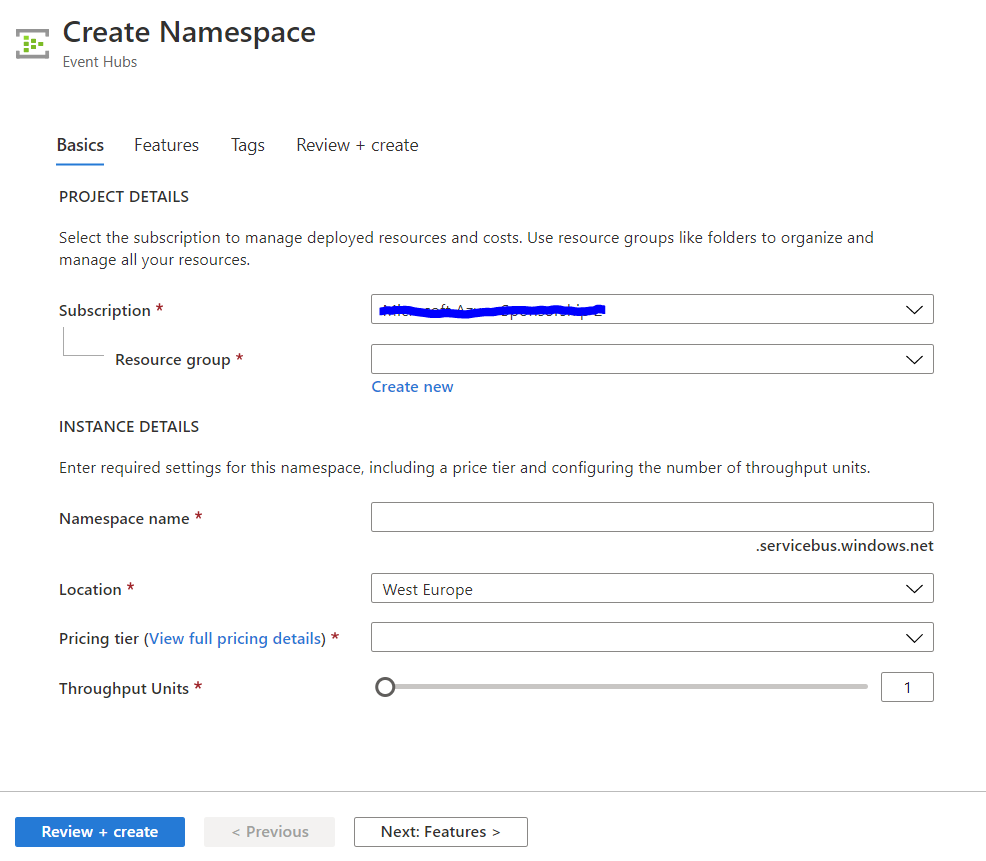 Create Namespace
Event Hubs
Basics Features Tags Review + create
PROJECT DETAILS
Select the subscription to manage deployed resources and costs. Use resource groups like folders to organize and
manage all your resources.
Subscription *
Resource group *
Create new
INSTANCE DETAILS
Enter required settings for this namespace, including a price tier and configuring the number of throughput units.
Namespace name *
.servicebus.windows.net
Location * West Europe
Pricing tier (View full pricing details) *
Throughput Units * 1
Review + create < Previous Next: Features >